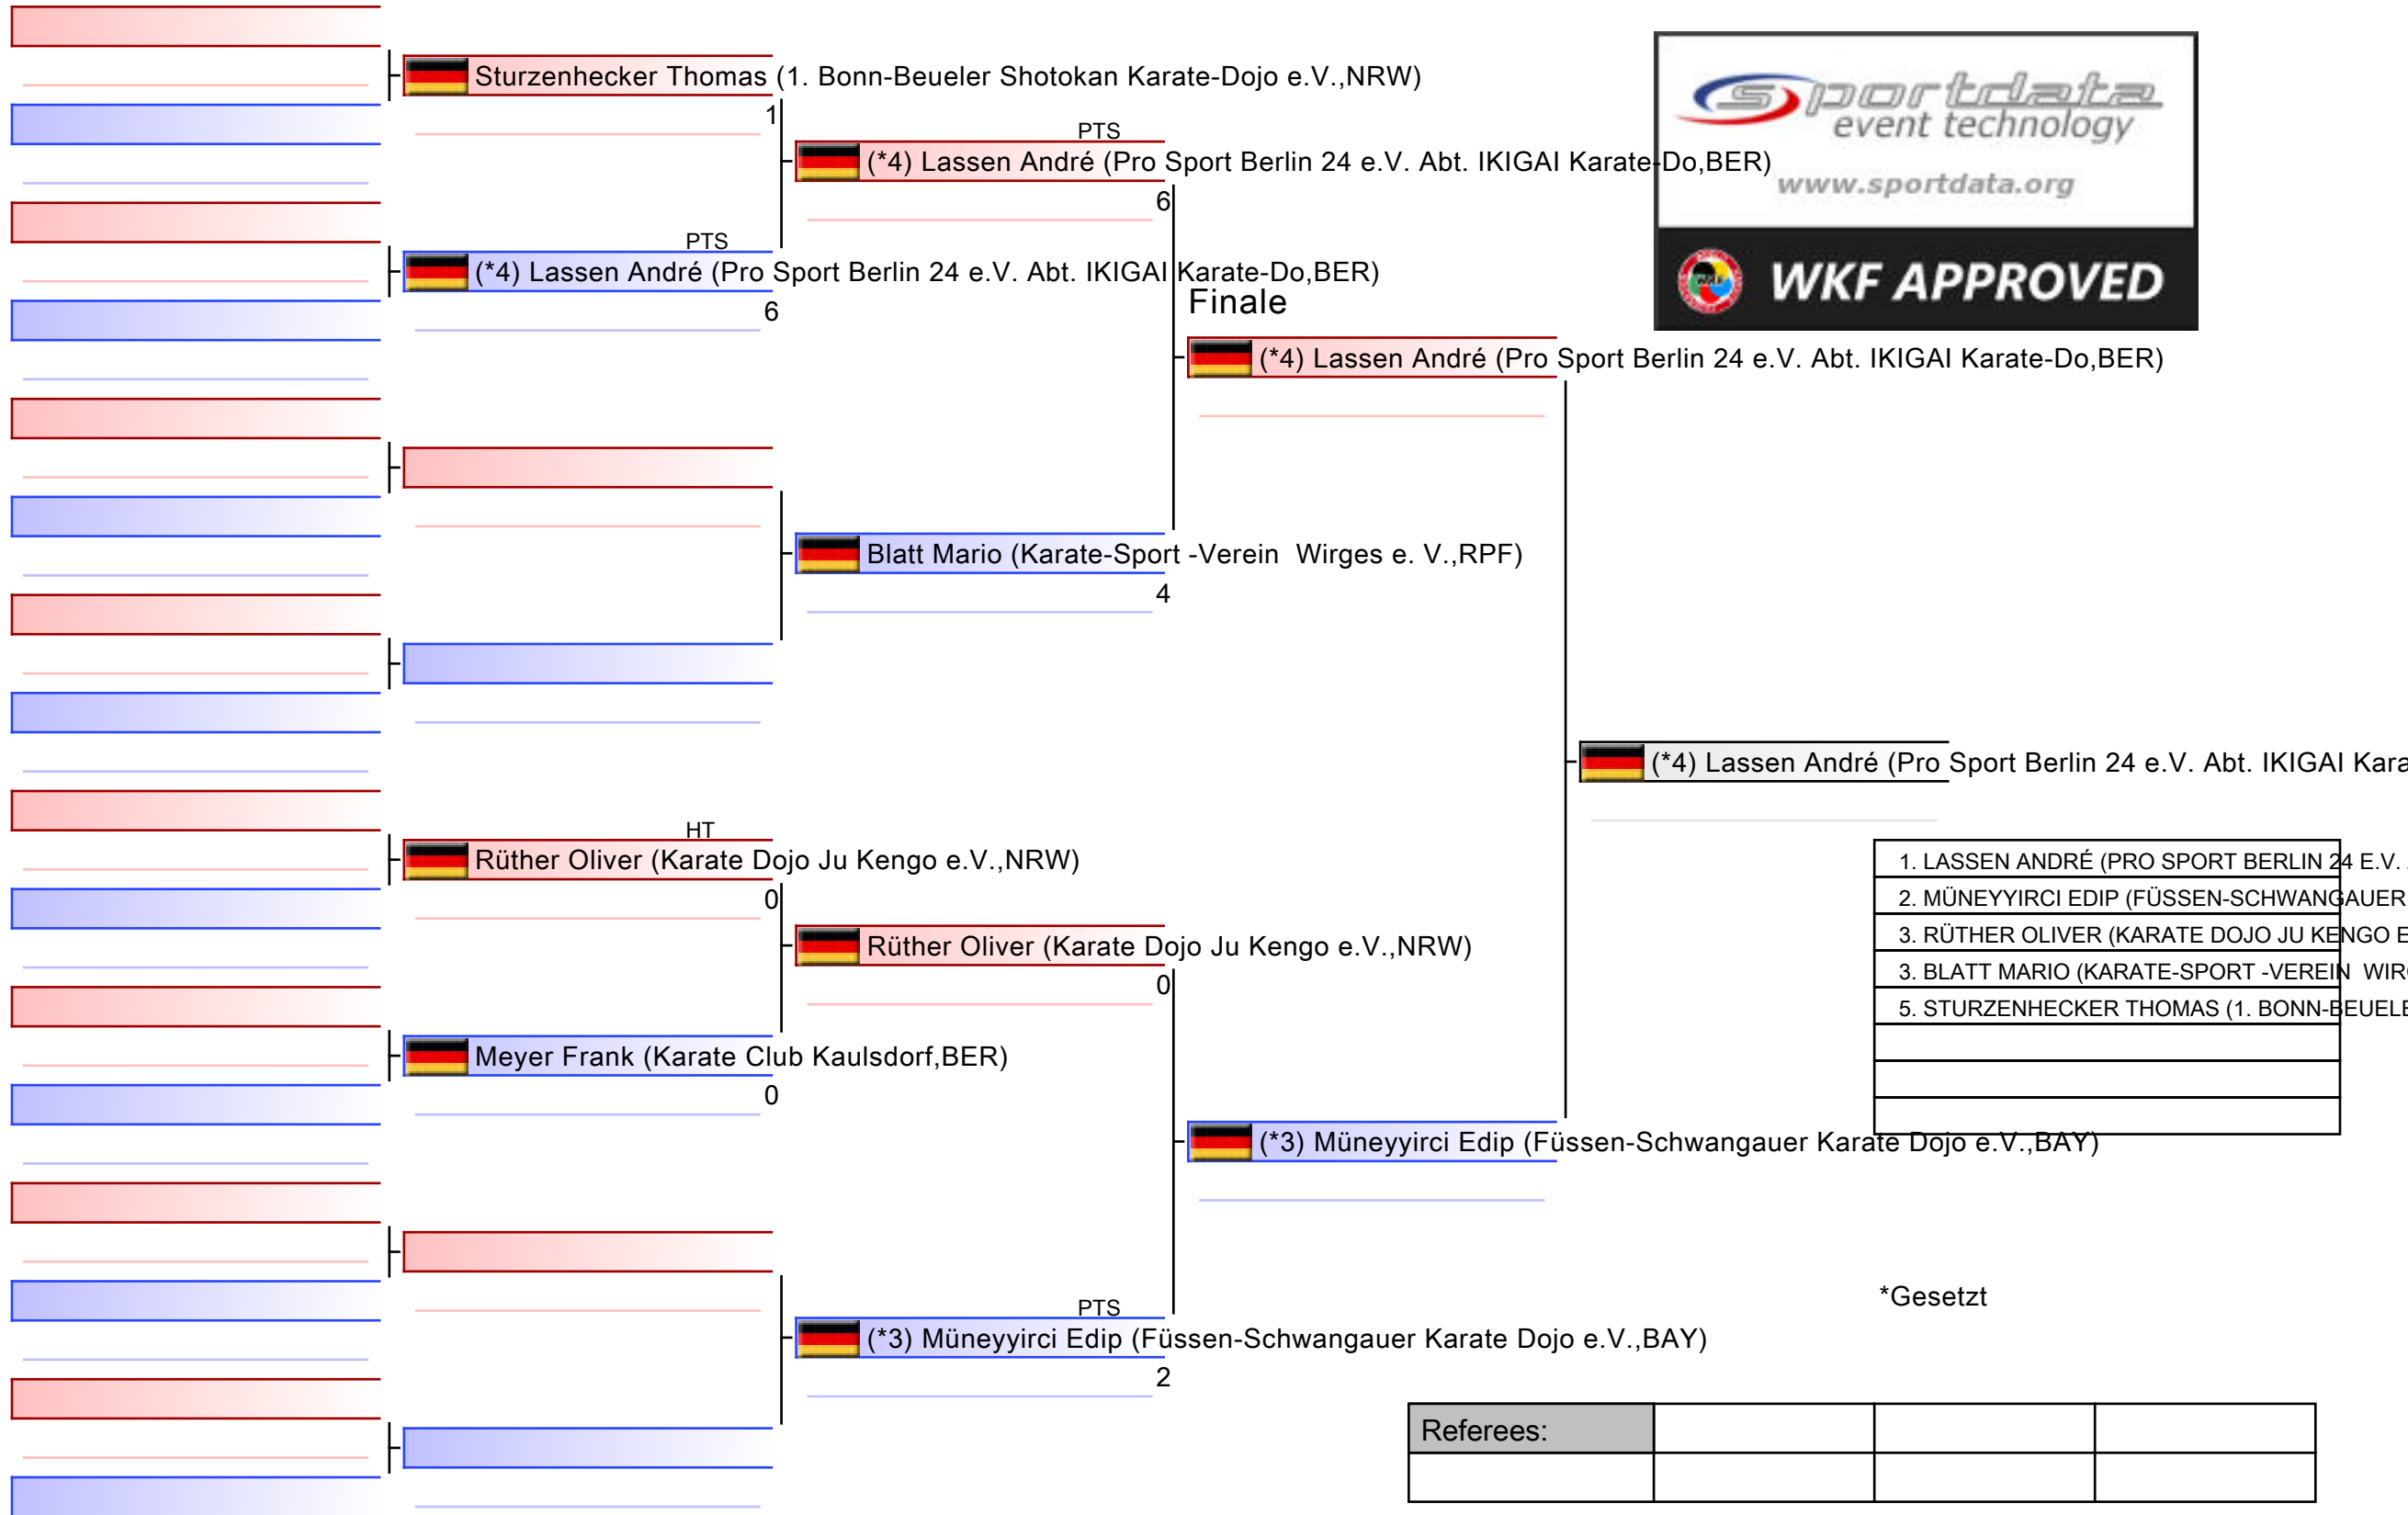 Sturzenhecker Thomas (1. Bonn-Beueler Shotokan Karate-Dojo e.V.,NRW)
1
PTS
(*4) Lassen André (Pro Sport Berlin 24 e.V. Abt. IKIGAI Karate-Do,BER)
6
PTS
(*4) Lassen André (Pro Sport Berlin 24 e.V. Abt. IKIGAI Karate-Do,BER)
6
sportdata
event technology
www.sportdata.org
WKF
WKF APPROVED
Finale
(*4) Lassen André (Pro Sport Berlin 24 e.V. Abt. IKIGAI Karate-Do,BER)
Blatt Mario (Karate-Sport -Verein  Wirges e. V.,RPF)
4
(*4) Lassen André (Pro Sport Berlin 24 e.V. Abt. IKIGAI Kara
HT
Rüther Oliver (Karate Dojo Ju Kengo e.V.,NRW)
0
Rüther Oliver (Karate Dojo Ju Kengo e.V.,NRW)
0
Meyer Frank (Karate Club Kaulsdorf,BER)
0
1. LASSEN ANDRÉ (PRO SPORT BERLIN 24 E.V.
2. MÜNEYYIRCI EDIP (FÜSSEN-SCHWANGAUER
3. RÜTHER OLIVER (KARATE DOJO JU KENGO E
3. BLATT MARIO (KARATE-SPORT -VEREIN  WIR
5. STURZENHECKER THOMAS (1. BONN-BEUEL
(*3) Müneyyirci Edip (Füssen-Schwangauer Karate Dojo e.V.,BAY)
PTS
(*3) Müneyyirci Edip (Füssen-Schwangauer Karate Dojo e.V.,BAY)
2
*Gesetzt
Referees: